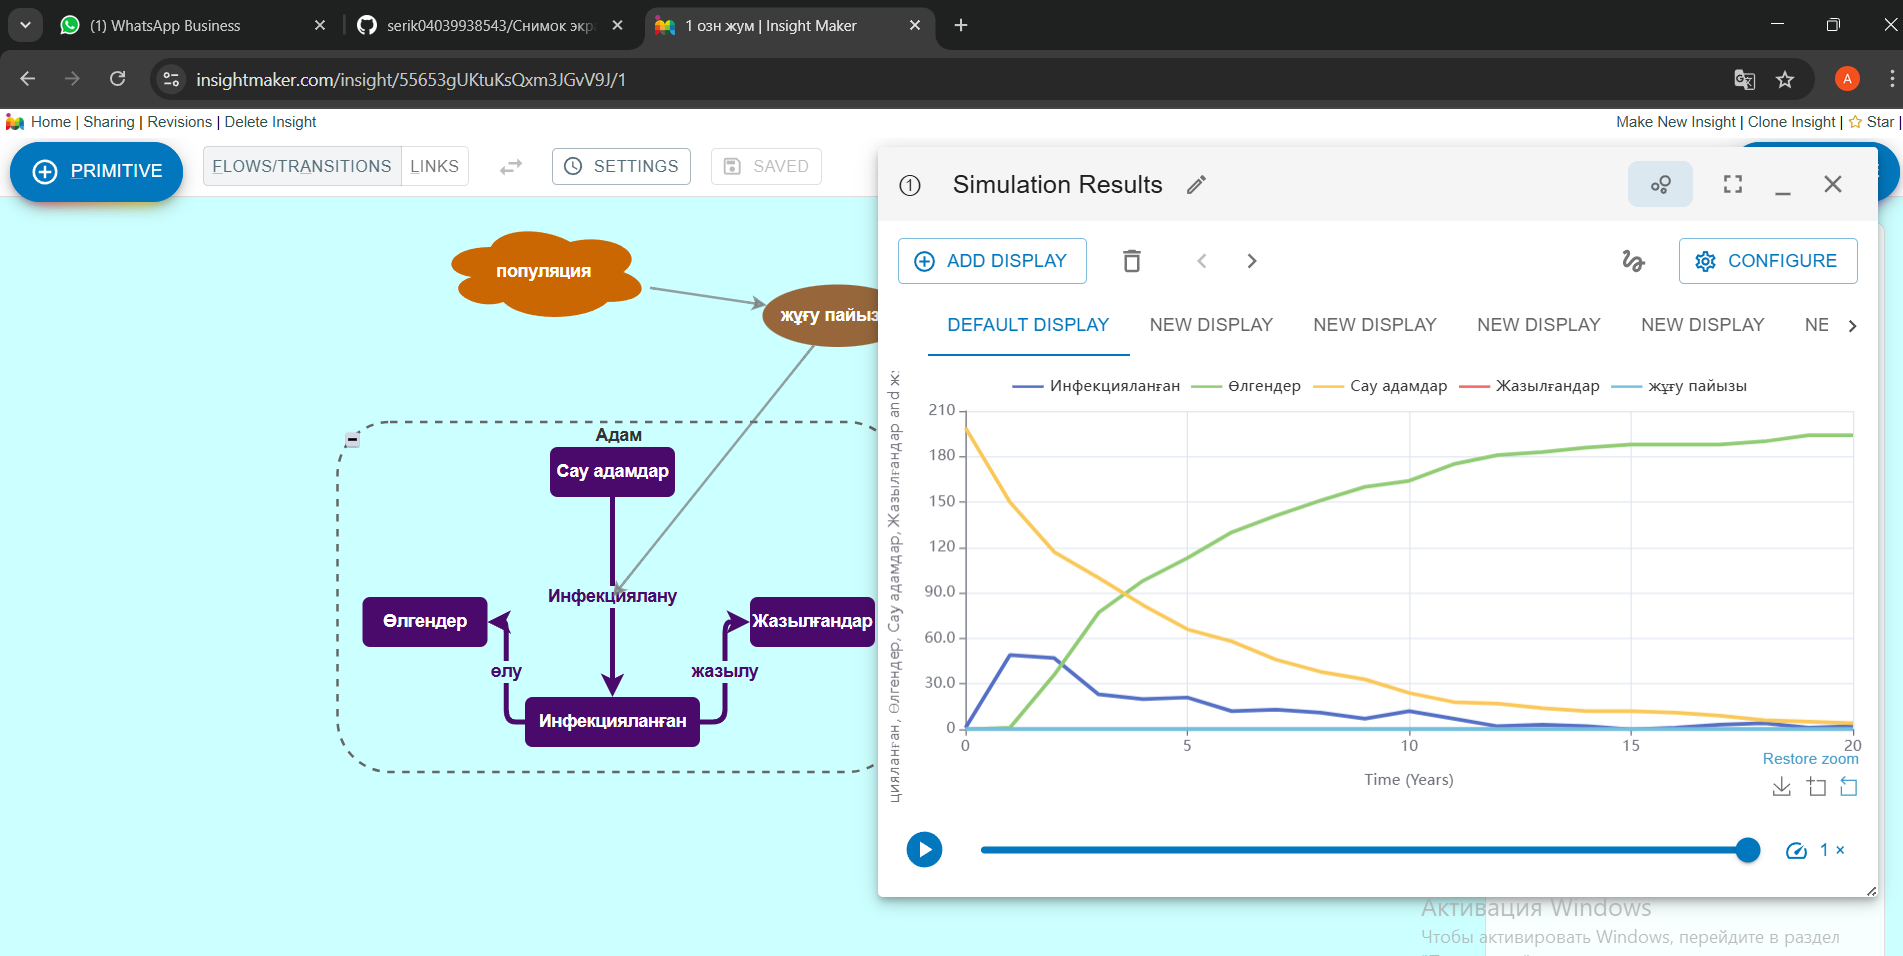 (1) WhatsApp Business
serik04039938543/Снимок экр
1 озн жум | Insight Maker
insightmaker.com/insight/55653gUKtuKsQxm3JGvV9J/1
A
Home | Sharing | Revisions | Delete Insight
Make New Insight | Clone Insight | Star |
PRIMITIVE
FLOWS/TRANSITIONS
LINKS
SETTINGS
SAVED
популяция
жұғу пайыз
Адам
Сау адамдар
Инфекциялану
Өлгендер
Жазылғандар
өлу
жазылу
Инфекцияланған
1
Simulation Results
ADD DISPLAY
CONFIGURE
DEFAULT DISPLAY
NEW DISPLAY
NEW DISPLAY
NEW DISPLAY
NEW DISPLAY
NE
Инфекцияланған
Өлгендер
Сау адамдар
Жазылғандар
жұғу пайызы
цияланған, Өлгендер, Сау адамдар, Жазылғандар and
210
180
150
120
90.0
60.0
30.0
0
0
5
10
15
20
Time (Years)
Restore zoom
1 ×
Активация Windows
Чтобы активировать Windows, перейдите в раздел